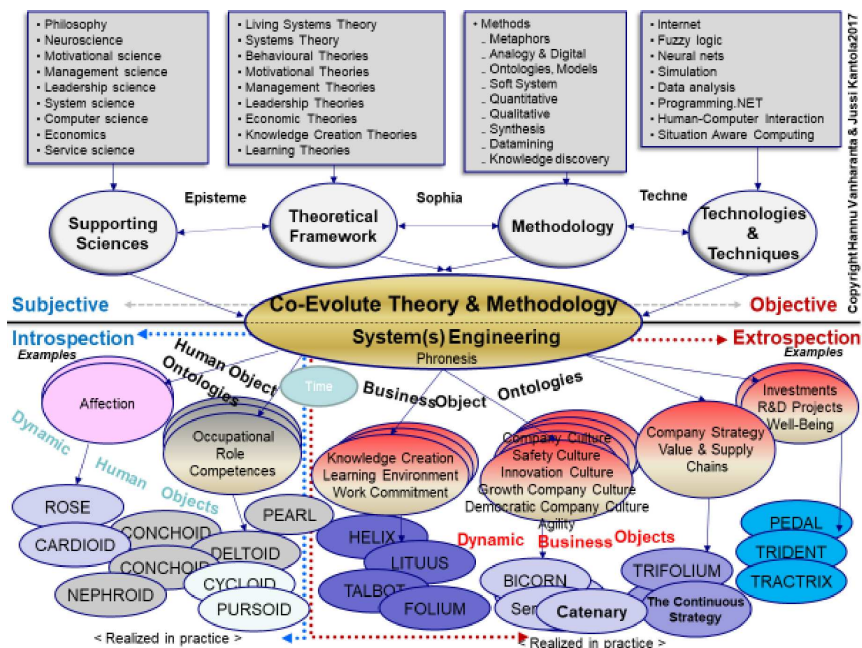 ▪ Philosophy
▪ Neuroscience
▪ Motivational science
▪ Management science
▪ Leadership science
▪ System science
▪ Computer science
▪ Economics
▪ Service science
▪ Living Systems Theory
▪ Systems Theory
▪ Behavioural Theories
▪ Motivational Theories
▪ Management Theories
▪ Leadership Theories
▪ Economic Theories
▪ Knowledge Creation Theories
▪ Learning Theories
• Methods
– Metaphors
– Analogy & Digital
– Ontologies, Models
– Soft System
– Quantitative
– Qualitative
– Synthesis
– Datamining
– Knowledge discovery
▪ Internet
▪ Fuzzy logic
▪ Neural nets
▪ Simulation
▪ Data analysis
▪ Programming.NET
▪ Human-Computer Interaction
▪ Situation Aware Computing
Copyright Hannu Vanharanta & Jussi Kantola2017
Episteme
Sophia
Techne
Supporting
Sciences
Theoretical
Framework
Methodology
Technologies
&
Techniques
Subjective
Co-Evolute Theory & Methodology
Objective
Introspection
System(s) Engineering
Phronesis
Extrospection
Examples
Examples
Human Object
Ontologies
Time
Business Object Ontologies
Affection
Occupational
Role
Competences
Knowledge Creation
Learning Environment
Work Commitment
Company Culture
Safety Culture
Innovation Culture
Growth Company Culture
Democratic Company Culture
Agility
Company Strategy
Value & Supply
Chains
Investments
R&D Projects
Well-Being
Dynamic Human Objects
Dynamic Business Objects
ROSE
CARDIOID
NEPHROID
CONCHOID
CONCHOID
DELTOID
PEARL
CYCLOID
PURSOID
HELIX
LITUUS
TALBOT
FOLIUM
BICORN
Catenary
TRIFOLIUM
The Continuous
Strategy
PEDAL
TRIDENT
TRACTRIX
< Realized in practice >
< Realized in practice >